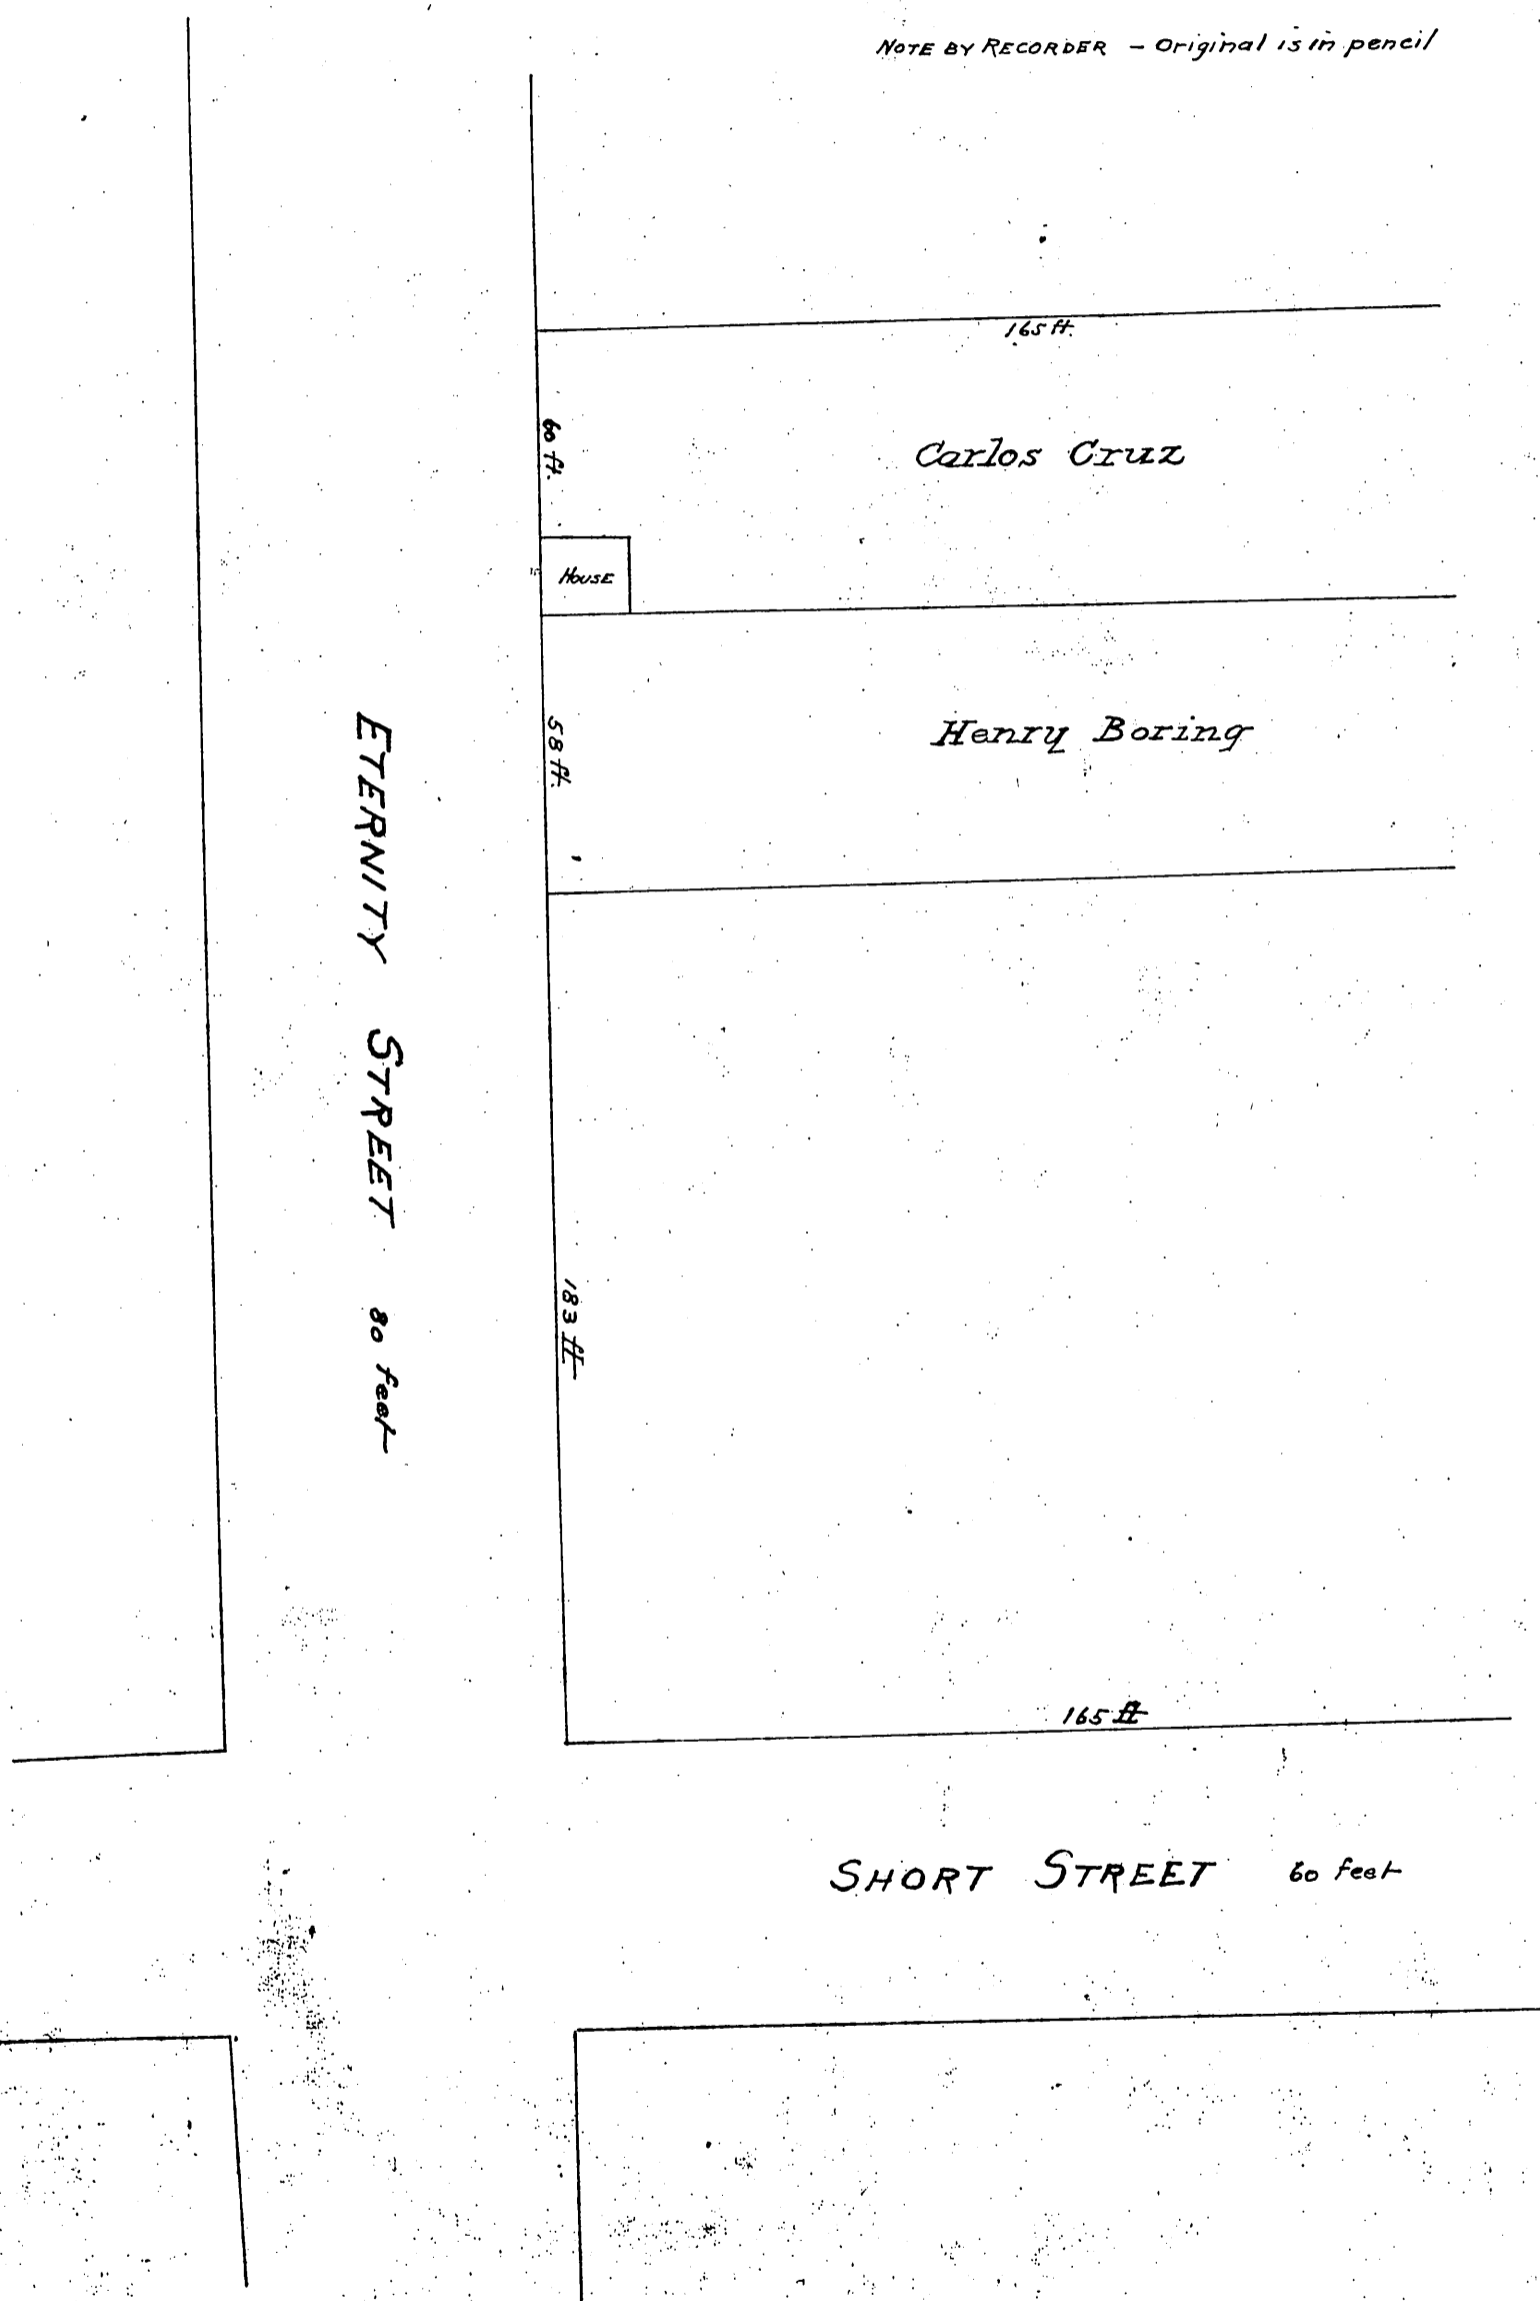 NOTE BY RECORDER – Original is in pencil
165 ft.
60 ft.
Carlos Cruz
HOUSE
58 ft.
Henry Boring
ETERNITY STREET 80 feet
183 ft
165 ft
SHORT STREET 60 feet